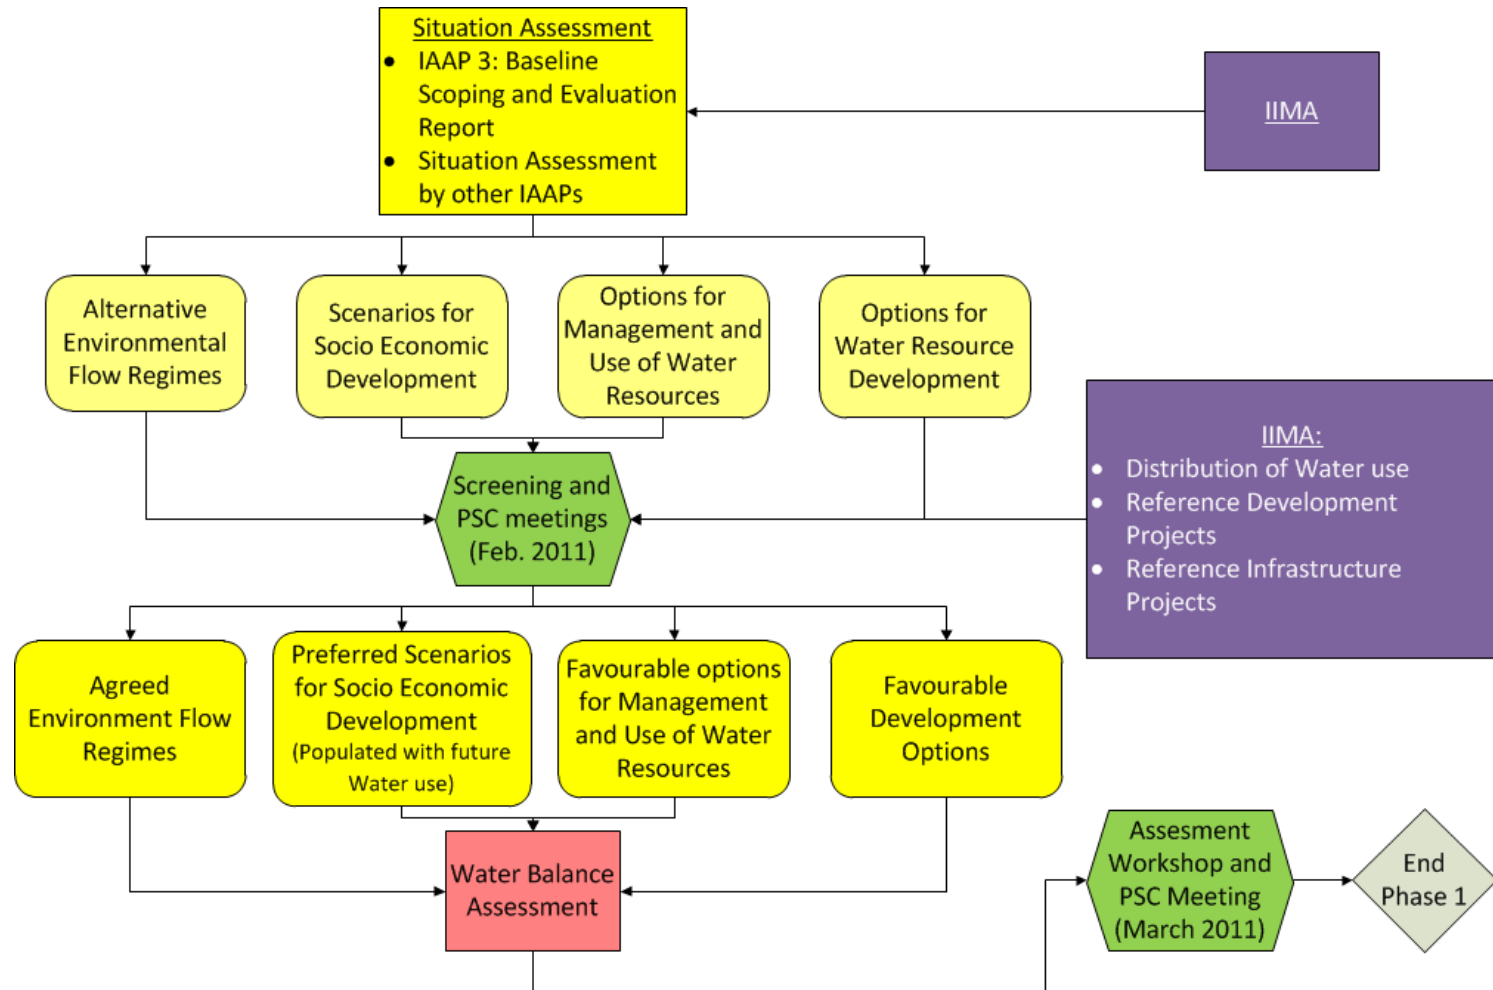 Situation Assessment
● IAAP 3: Baseline
Scoping and Evaluation
Report
● Situation Assessment
by other IAAPs
IIMA
Alternative
Environmental
Flow Regimes
Scenarios for
Socio Economic
Development
Options for
Management and
Use of Water
Resources
Options for
Water Resource
Development
Screening and
PSC meetings
(Feb. 2011)
IIMA:
● Distribution of Water use
● Reference Development
Projects
● Reference Infrastructure
Projects
Agreed
Environment Flow
Regimes
Preferred Scenarios
for Socio Economic
Development
(Populated with future
Water use)
Favourable options
for Management
and Use of Water
Resources
Favourable
Development
Options
Water Balance
Assessment
Assesment
Workshop and
PSC Meeting
(March 2011)
End
Phase 1